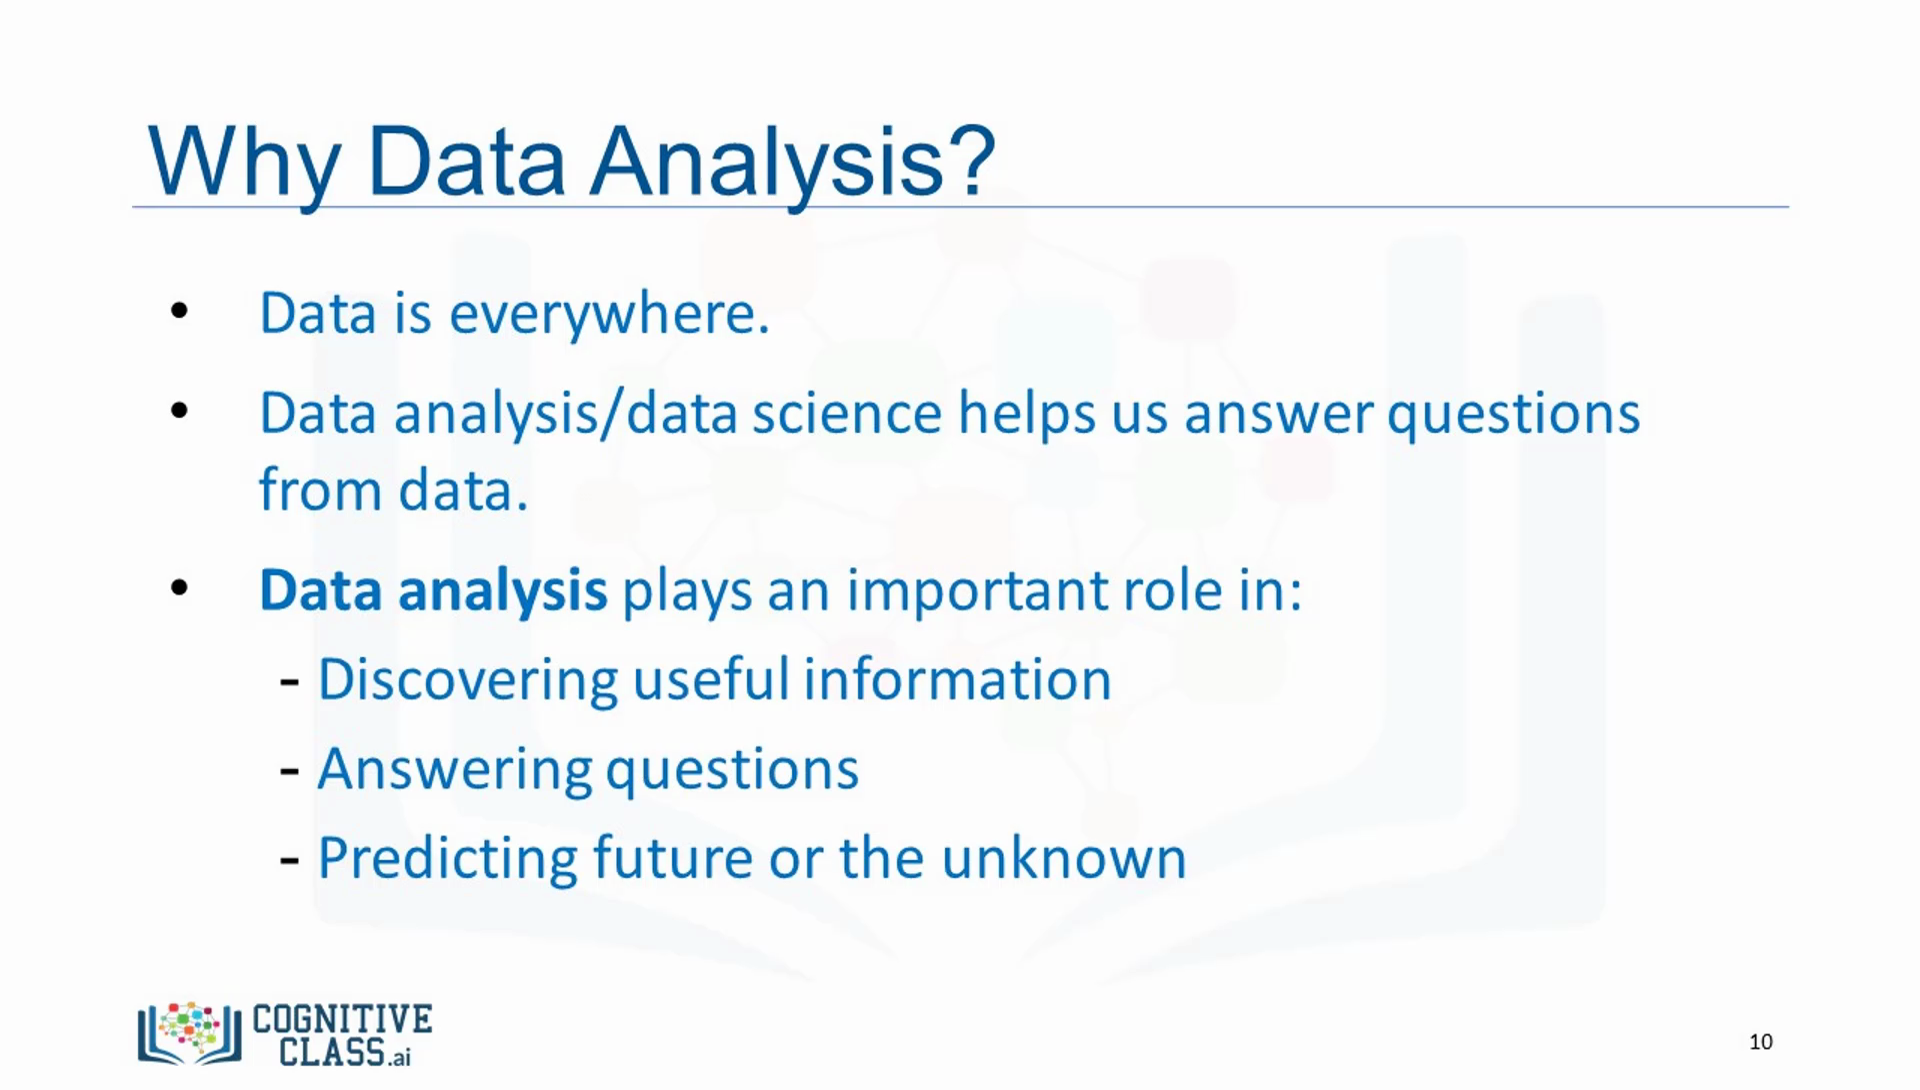 Why Data Analysis?
• Data is everywhere.
• Data analysis/data science helps us answer questions
from data.
• Data analysis plays an important role in:
- Discovering useful information
- Answering questions
- Predicting future or the unknown
COGNITIVE
CLASS.ai
10